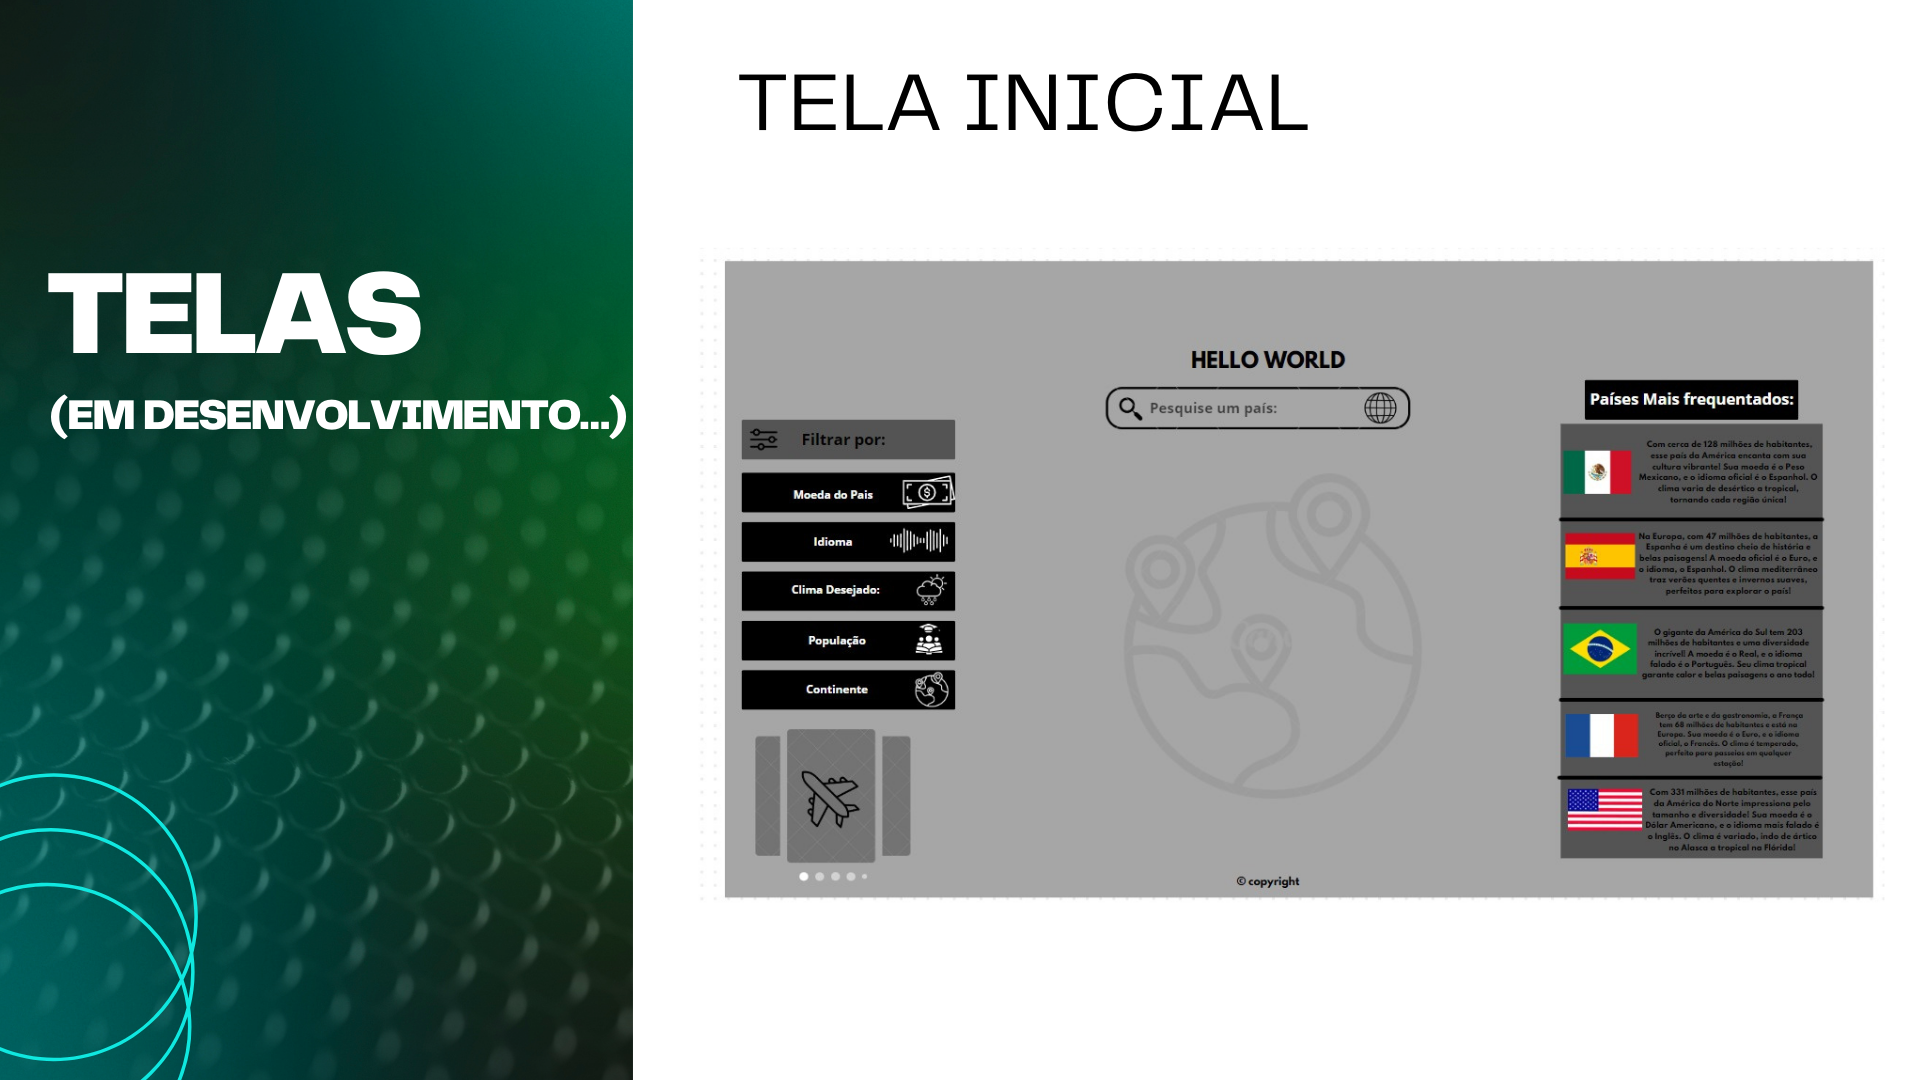 TELAS
(EM DESENVOLVIMENTO...)
TELA INICIAL
HELLO WORLD
Pesquise um país:
Filtrar por:
Moeda do Pais
Idioma
Clima Desejado:
População
Continente
Países Mais frequentados:
Com cerca de 128 milhões de habitantes,
esse país da América encanta com sua
cultura vibrante! Sua moeda é o Peso
Mexicano, e o idioma oficial é o Espanhol. O
clima varia de desértico a tropical,
tornando cada região única!
Na Europa, com 47 milhões de habitantes, a
Espanha é um destino cheio de história e
belas paisagens! A moeda oficial é o Euro, e
o idioma, o Espanhol. O clima mediterrâneo
traz verões quentes e invernos suaves,
perfeitos para explorar o país!
O gigante da América do Sul tem 203
milhões de habitantes e uma diversidade
incrível! A moeda é o Real, e o idioma
falado é o Português. Seu clima tropical
garante calor e belas paisagens o ano todo!
Berço da arte e da gastronomia, a França
tem 68 milhões de habitantes e está na
Europa. Sua moeda é o Euro, e o idioma
oficial, o Francês. O clima é temperado,
perfeito para passeios em qualquer
estação!
Com 331 milhões de habitantes, esse país
da América do Norte impressiona pelo
tamanho e diversidade! Sua moeda é o
Dólar Americano, e o idioma mais falado é
o Inglês. O clima é variado, indo de ártico
no Alasca a tropical na Flórida!
© copyright